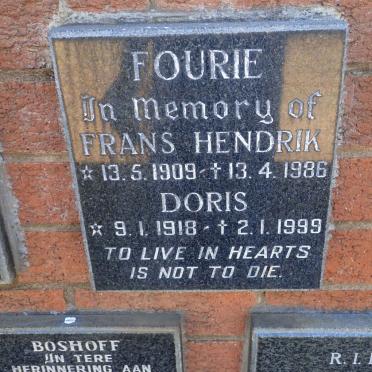 FOURIE
In Memory of
FRANS HENDRIK
☆ 13.5.1909 - ✝ 13.4.1986
DORIS
☆ 9.1.1918 - ✝ 2.1.1999
TO LIVE IN HEARTS
IS NOT TO DIE.
BOSHOFF
IN TERE
HERINNERING AAN
R.I.